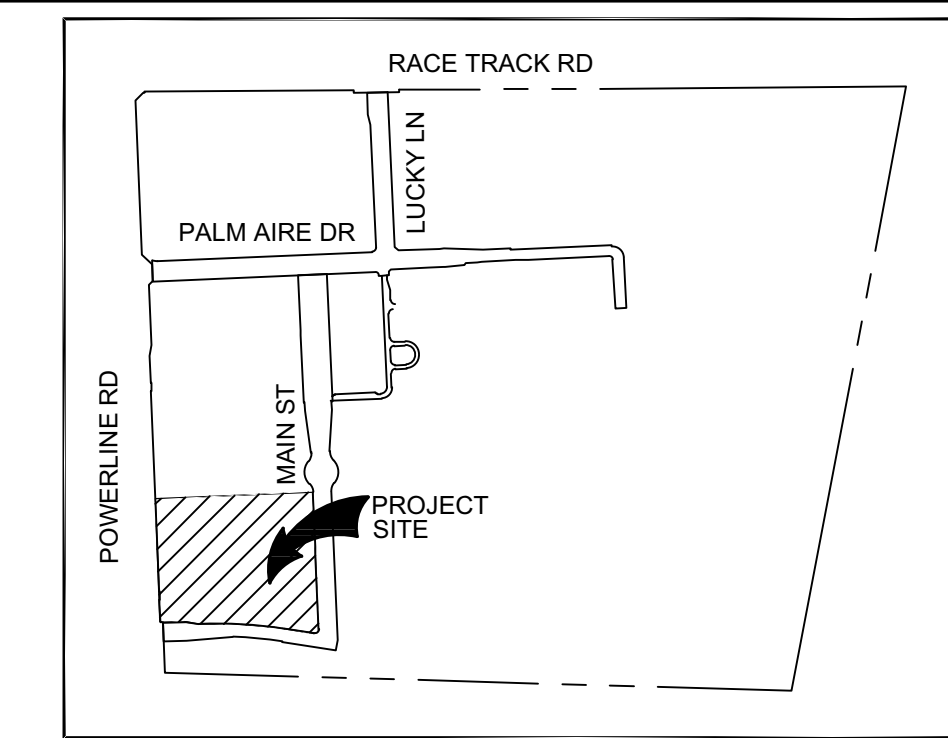 RACE TRACK RD
LUCKY LN
PALM AIRE DR
POWERLINE RD
MAIN ST
PROJECT
SITE